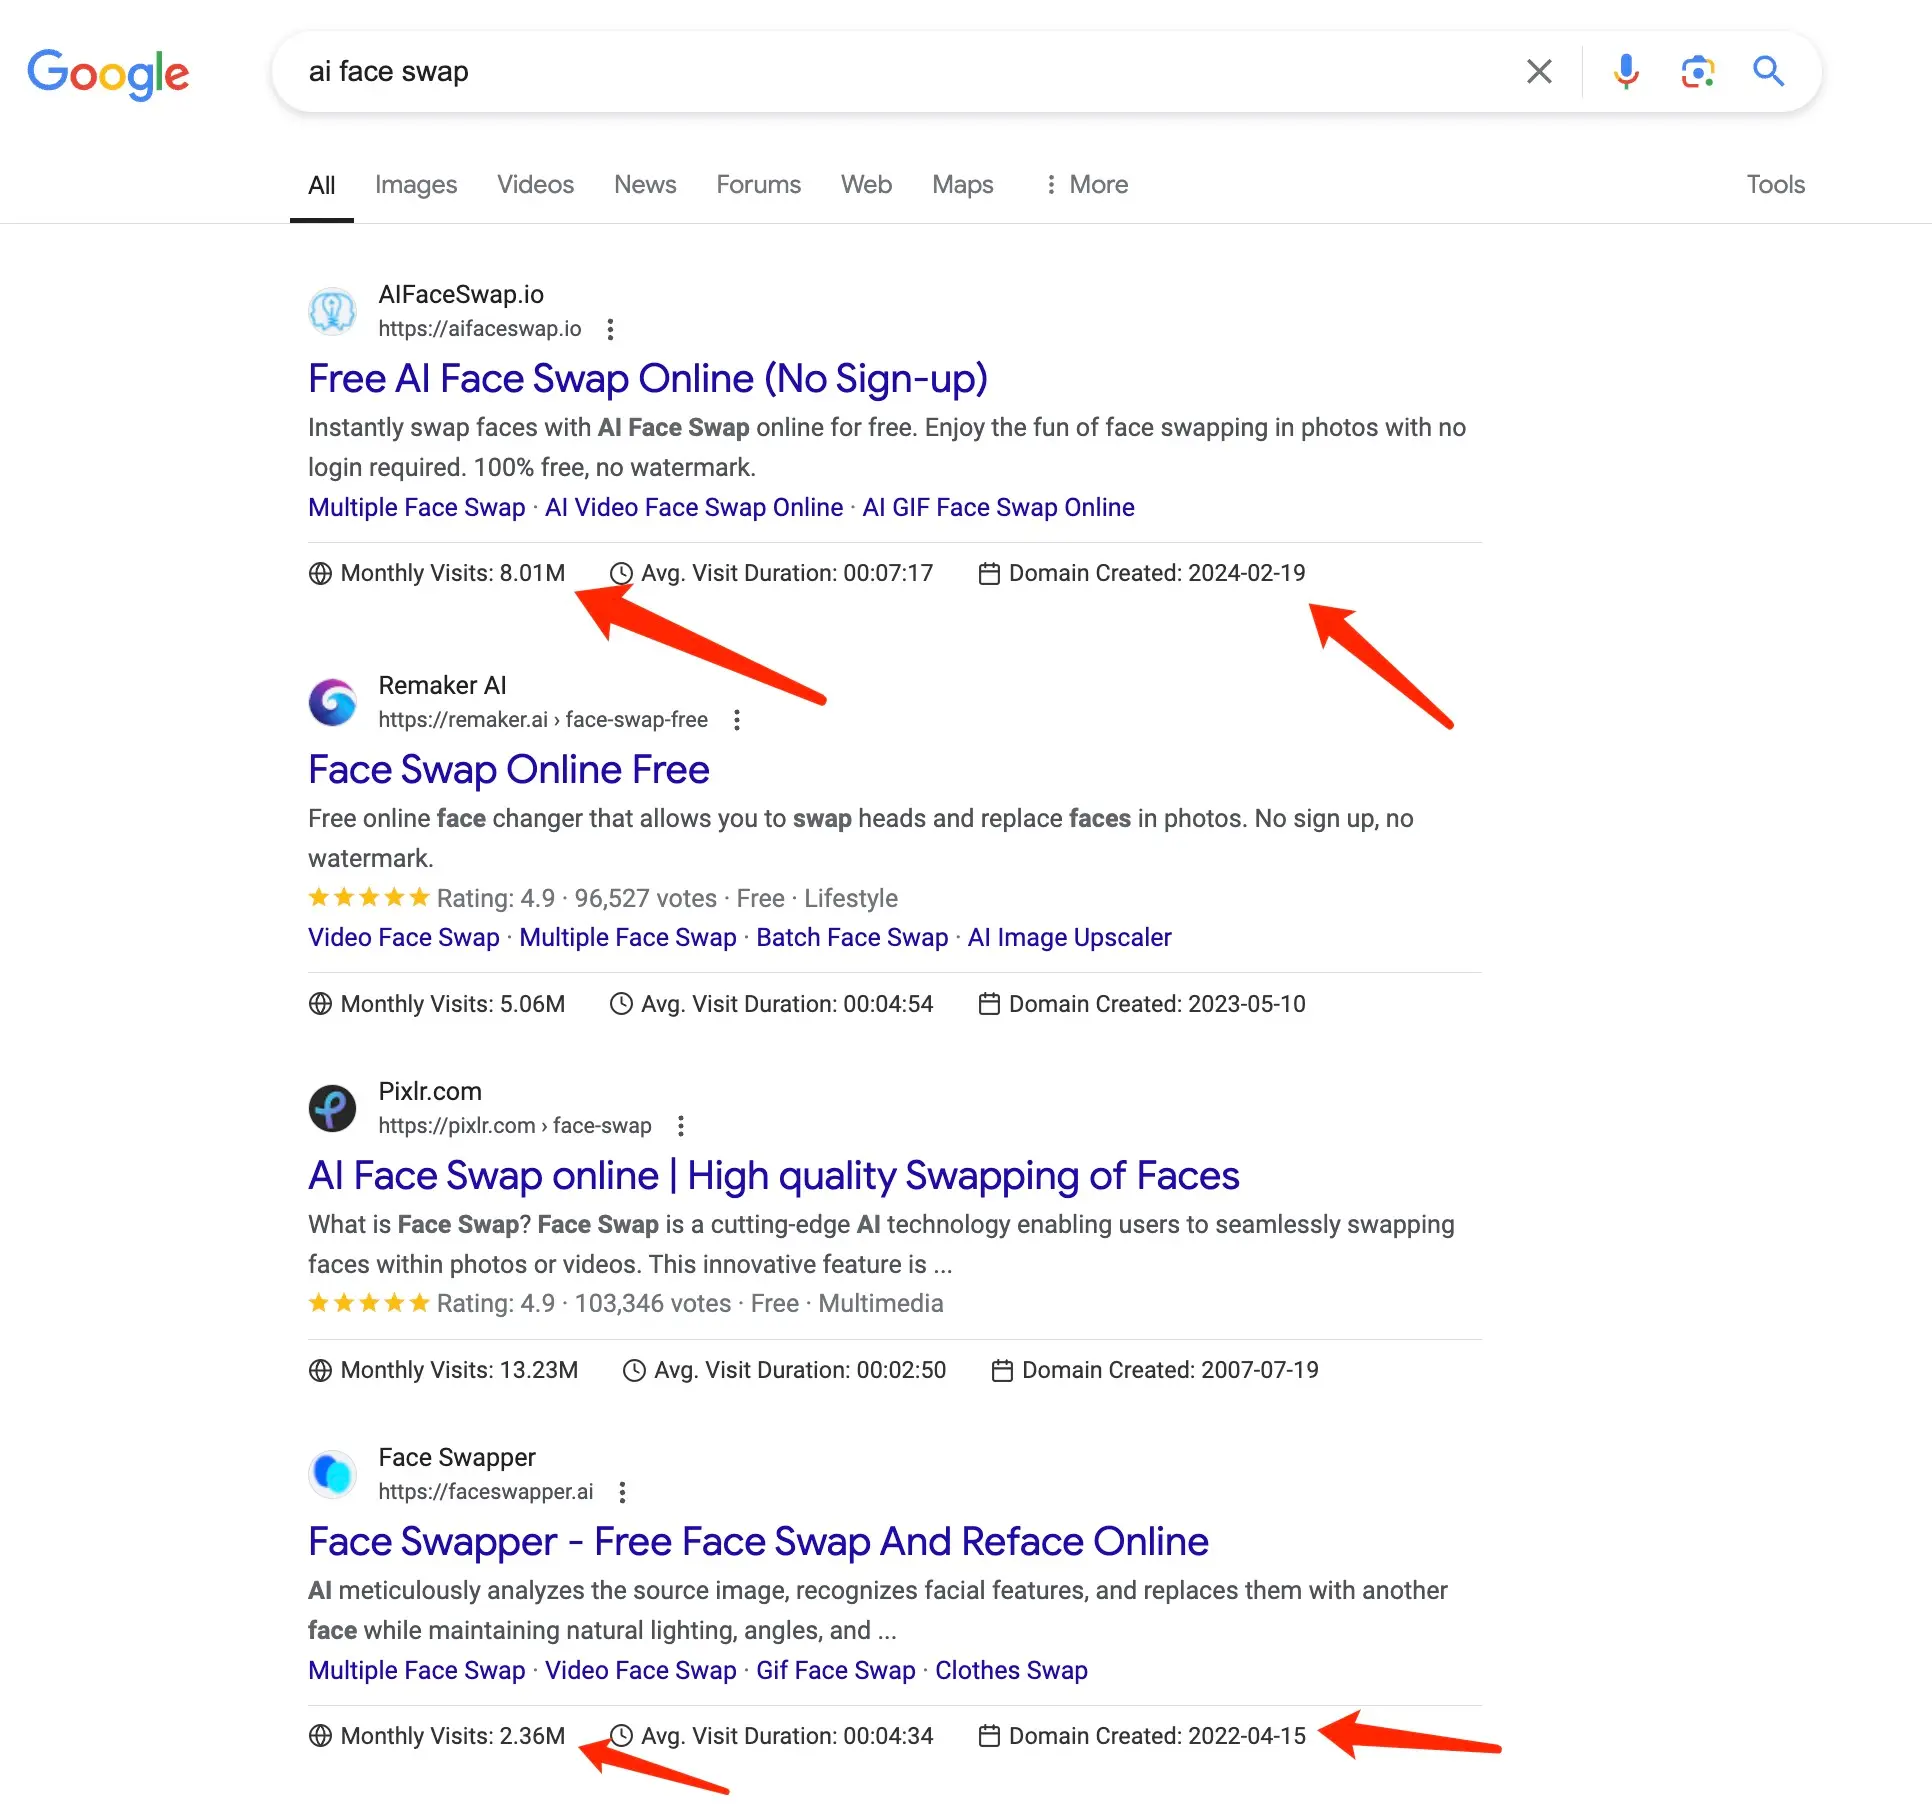 Google
ai face swap
All Images Videos News Forums Web Maps More Tools
AIFaceSwap.io
https://aifaceswap.io
Free AI Face Swap Online (No Sign-up)
Instantly swap faces with AI Face Swap online for free. Enjoy the fun of face swapping in photos with no
login required. 100% free, no watermark.
Multiple Face Swap · AI Video Face Swap Online · AI GIF Face Swap Online
Monthly Visits: 8.01M Avg. Visit Duration: 00:07:17 Domain Created: 2024-02-19
Remaker AI
https://remaker.ai › face-swap-free
Face Swap Online Free
Free online face changer that allows you to swap heads and replace faces in photos. No sign up, no
watermark.
Rating: 4.9 · 96,527 votes · Free · Lifestyle
Video Face Swap · Multiple Face Swap · Batch Face Swap · AI Image Upscaler
Monthly Visits: 5.06M Avg. Visit Duration: 00:04:54 Domain Created: 2023-05-10
Pixlr.com
https://pixlr.com › face-swap
AI Face Swap online | High quality Swapping of Faces
What is Face Swap? Face Swap is a cutting-edge AI technology enabling users to seamlessly swapping
faces within photos or videos. This innovative feature is ...
Rating: 4.9 · 103,346 votes · Free · Multimedia
Monthly Visits: 13.23M Avg. Visit Duration: 00:02:50 Domain Created: 2007-07-19
Face Swapper
https://faceswapper.ai
Face Swapper - Free Face Swap And Reface Online
AI meticulously analyzes the source image, recognizes facial features, and replaces them with another
face while maintaining natural lighting, angles, and ...
Multiple Face Swap · Video Face Swap · Gif Face Swap · Clothes Swap
Monthly Visits: 2.36M Avg. Visit Duration: 00:04:34 Domain Created: 2022-04-15